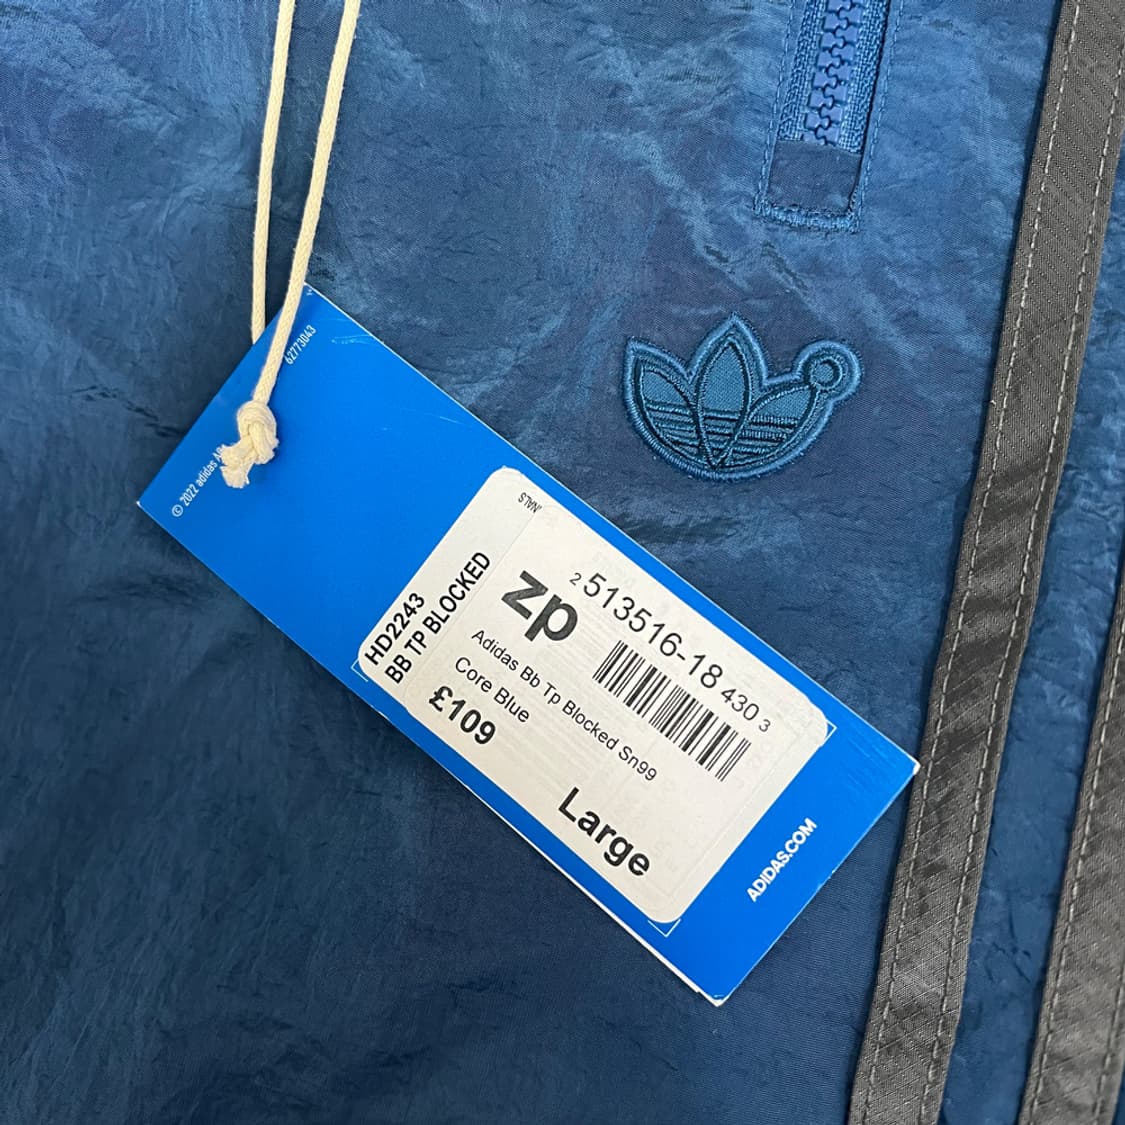 62773043
© 2022 adidas
NALS
HD2243
BB TP BLOCKED
zp
2 513516-18 430 3
Adidas Bb Tp Blocked Sn99
Core Blue
£109
Large
ADIDAS.COM